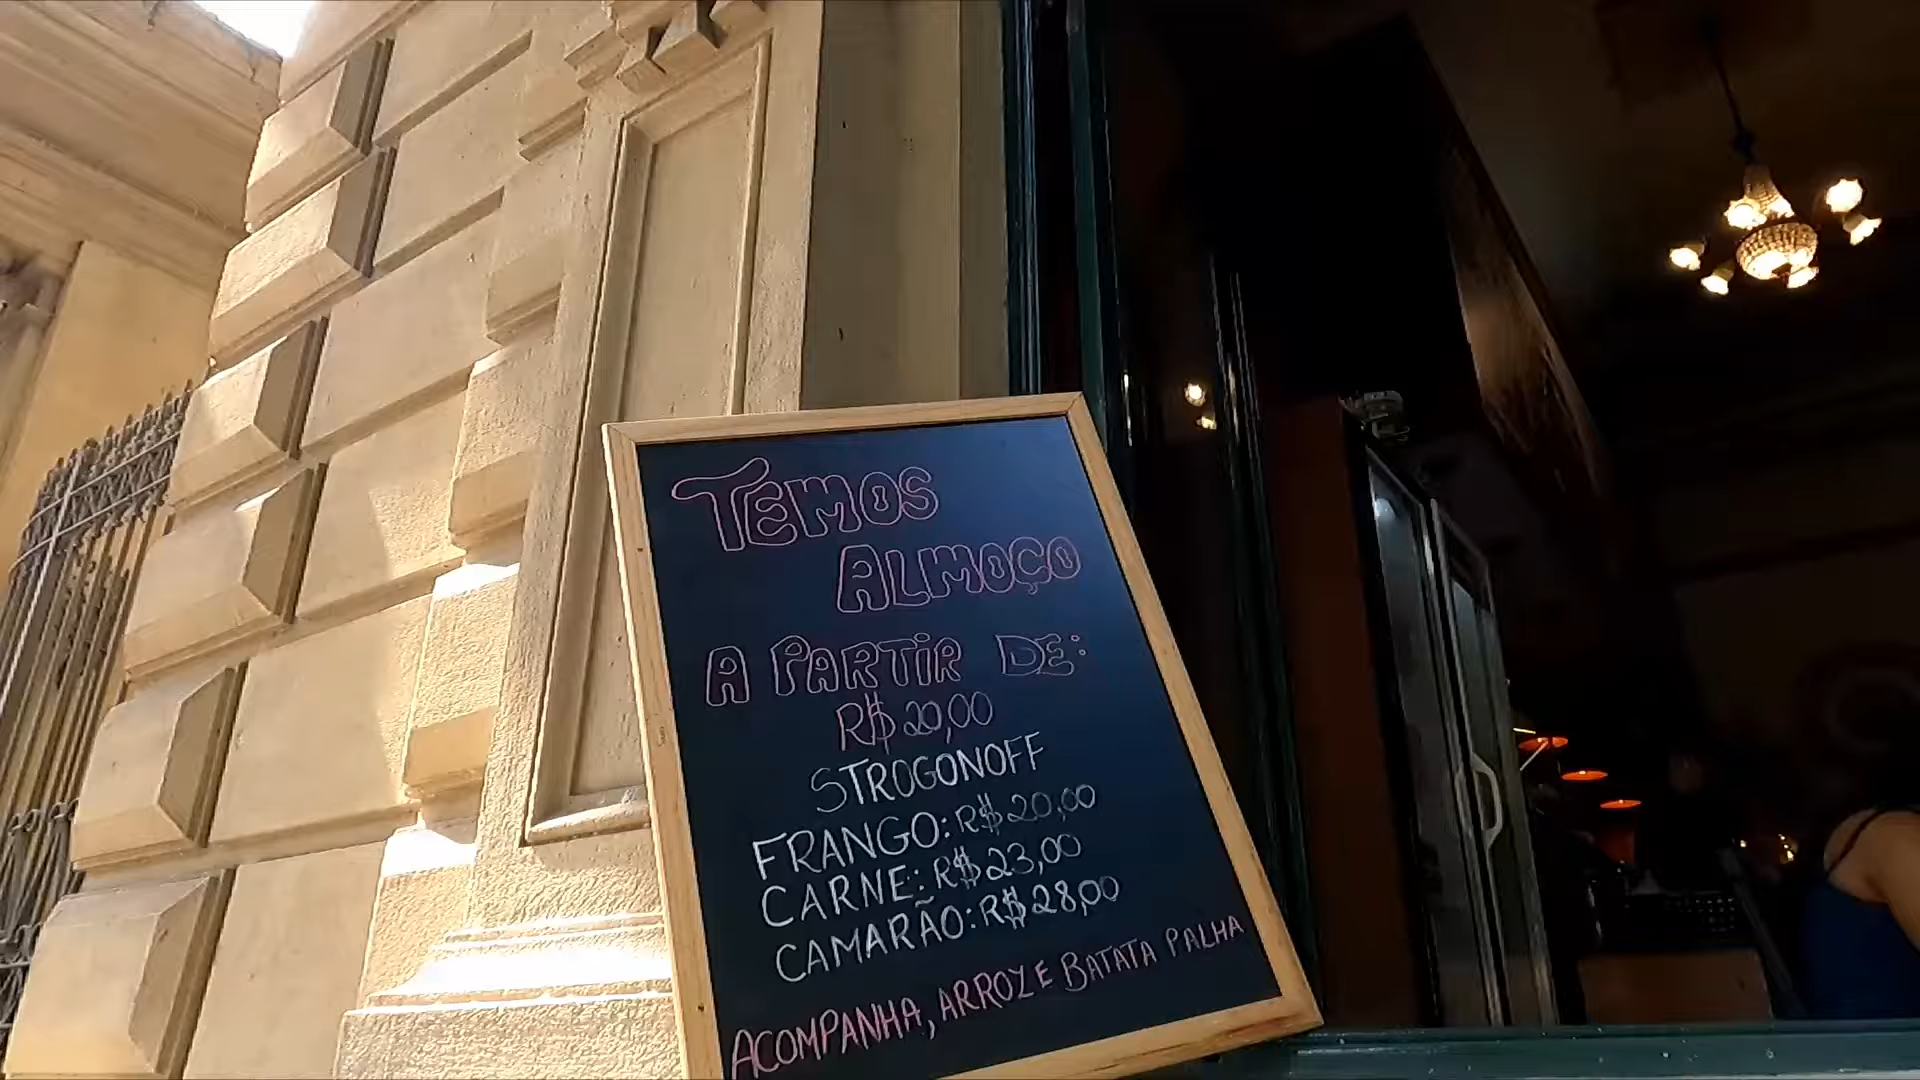 TEMOS
ALMOÇO
A PARTIR DE:
R$ 20,00
STROGONOFF
FRANGO: R$ 20,00
CARNE: R$ 23,00
CAMARÃO: R$ 28,00
ACOMPANHA, ARROZ E BATATA PALHA